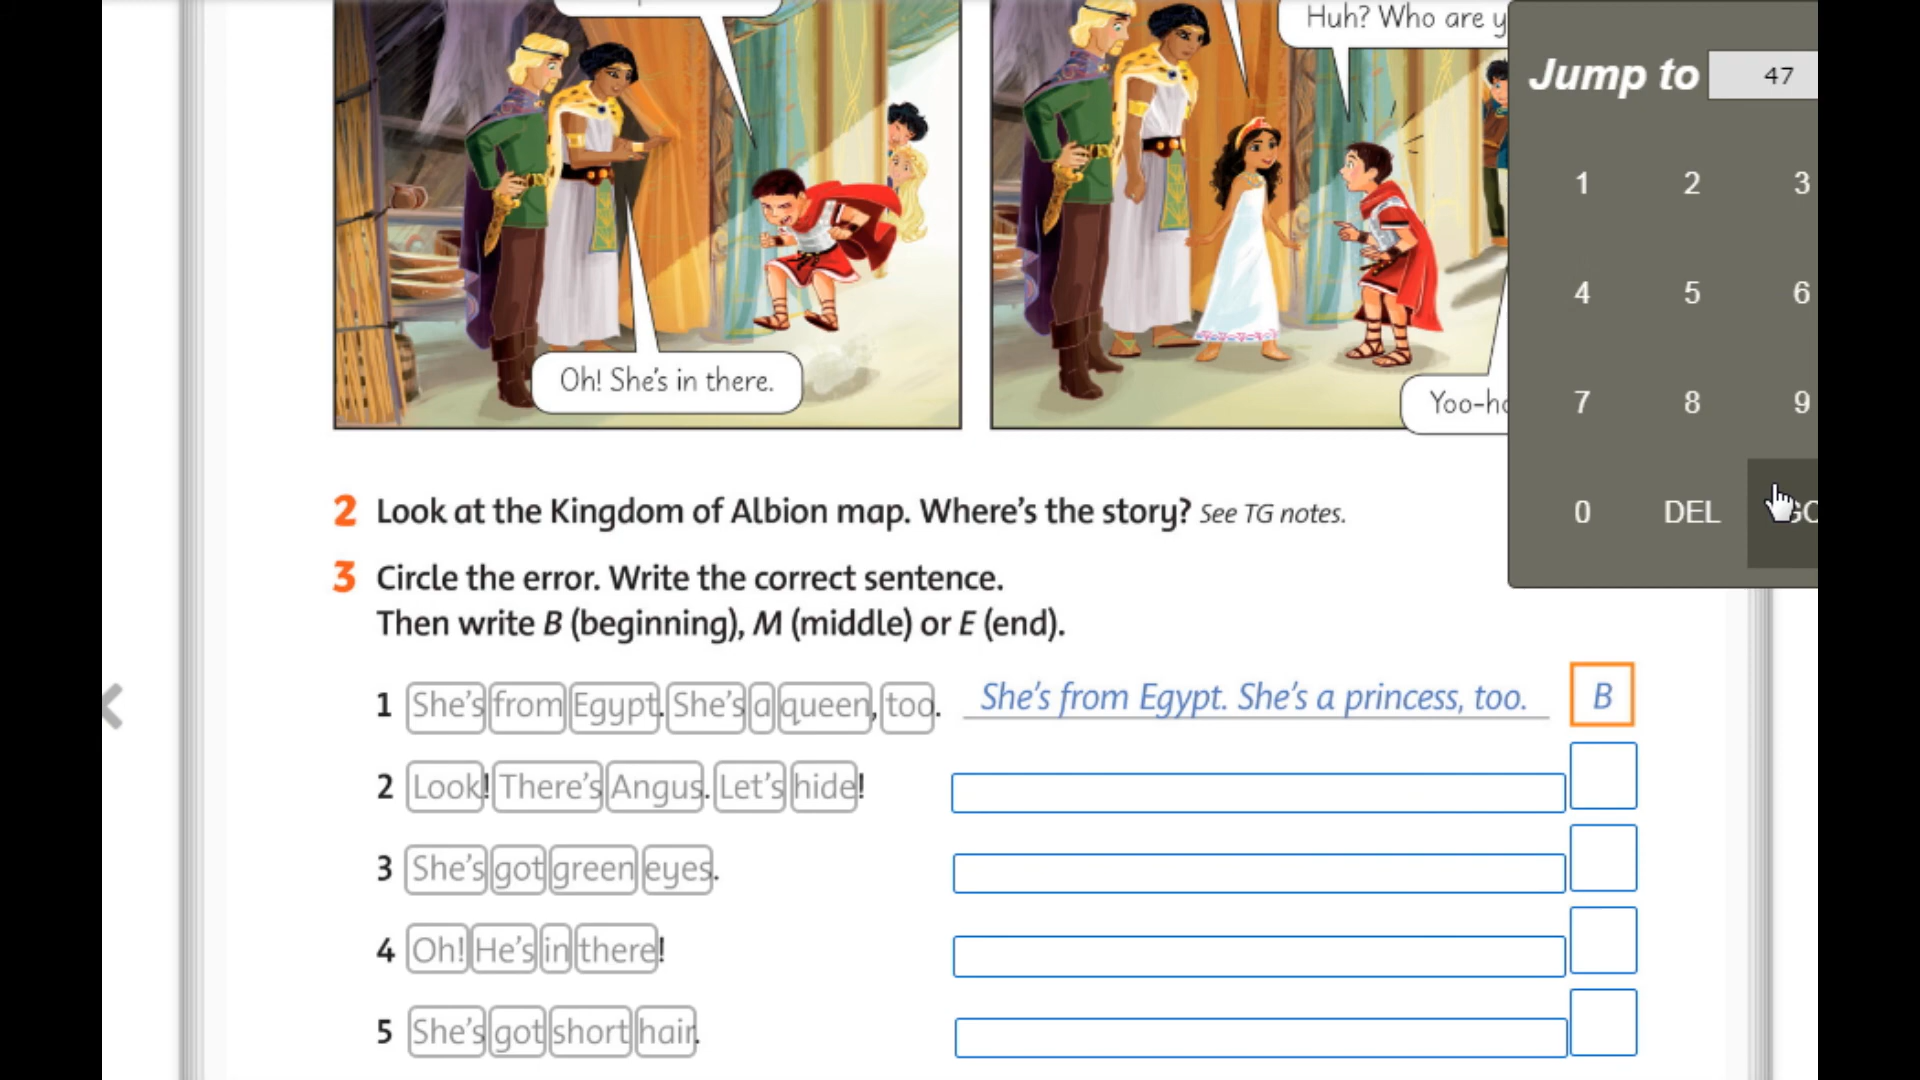 Huh? Who are y
Oh! She's in there.
Yoo-ho
Jump to 47
1 2 3
4 5 6
7 8 9
0 DEL GO
2 Look at the Kingdom of Albion map. Where's the story? See TG notes.
3 Circle the error. Write the correct sentence.
Then write B (beginning), M (middle) or E (end).
1 She's from Egypt. She's a queen, too. She's from Egypt. She's a princess, too. B
2 Look! There's Angus. Let's hide!
3 She's got green eyes.
4 Oh! He's in there!
5 She's got short hair.